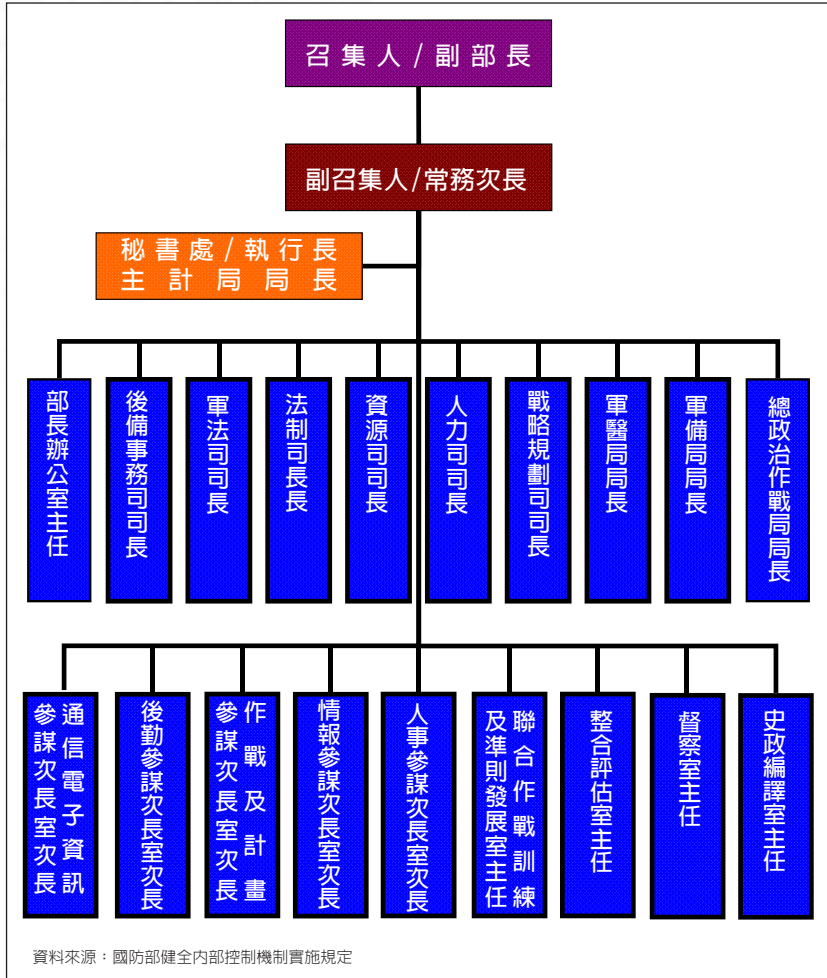 召集人/副部長
副召集人/常務次長
秘書處/執行長
主計局局長
部長辦公室主任
後備事務司司長
軍法司司長
法制司長長
資源司司長
人力司司長
戰略規劃司司長
軍醫局局長
軍備局局長
總政治作戰局局長
通信電子資訊
參謀次長室次長
後勤參謀次長室次長
作戰及計畫
參謀次長室次長
情報參謀次長室次長
人事參謀次長室次長
聯合作戰訓練
及準則發展室主任
整合評估室主任
督察室主任
史政編譯室主任
資料來源：國防部健全內部控制機制實施規定